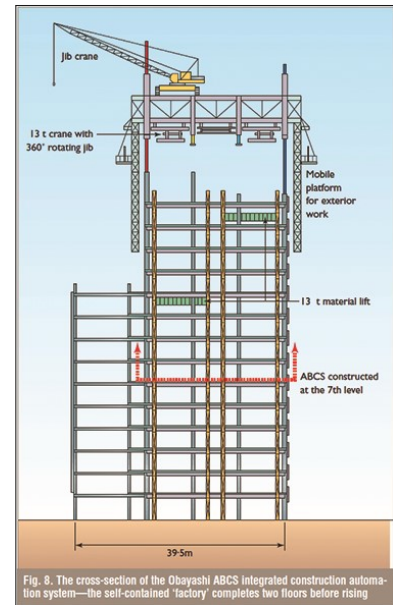 Jib crane
13 t crane with
360° rotating jib
Mobile
platform
for exterior
work
13 t material lift
ABCS constructed
at the 7th level
39·5m
Fig. 8. The cross-section of the Obayashi ABCS integrated construction automa-
tion system—the self-contained 'factory' completes two floors before rising